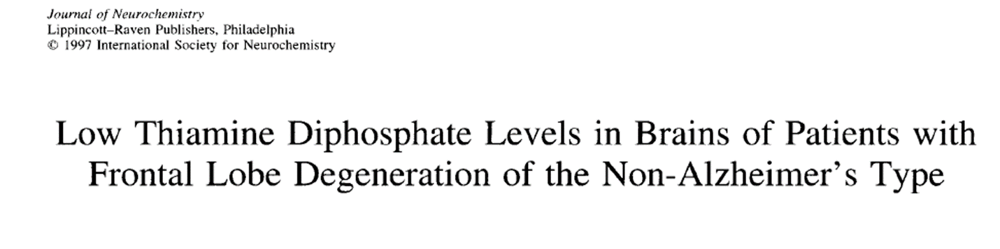 Journal of Neurochemistry
Lippincott–Raven Publishers, Philadelphia
© 1997 International Society for Neurochemistry
Low Thiamine Diphosphate Levels in Brains of Patients with
Frontal Lobe Degeneration of the Non-Alzheimer's Type